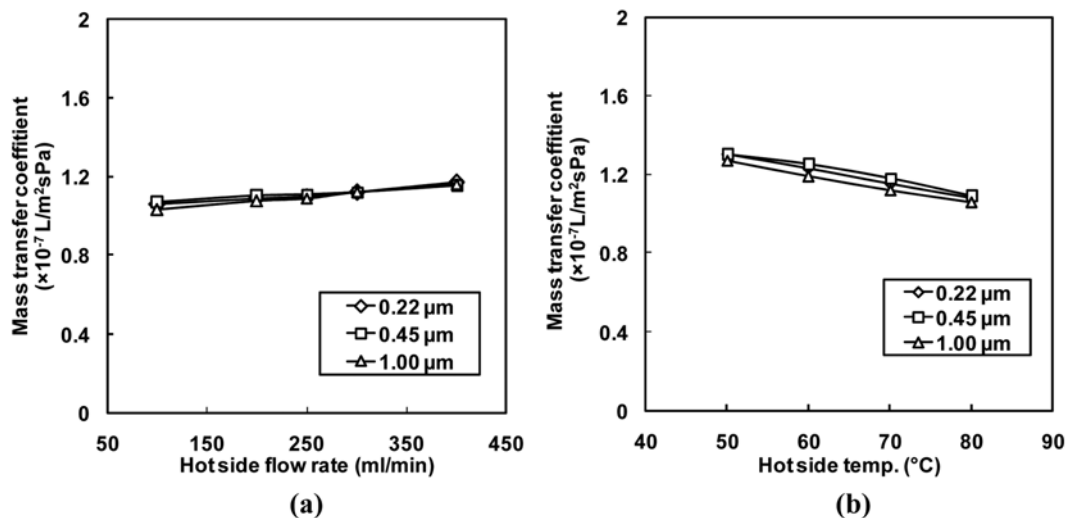 Mass transfer coeffitient
(×10⁻⁷ L/m²sPa)
2
1.6
1.2
0.8
0.4
0
0.22 µm
0.45 µm
1.00 µm
50 150 250 350 450
Hot side flow rate (ml/min)
(a)
Mass transfer coeffitient
(×10⁻⁷L/m²sPa)
2
1.6
1.2
0.8
0.4
0
0.22 µm
0.45 µm
1.00 µm
40 50 60 70 80 90
Hot side temp. (°C)
(b)